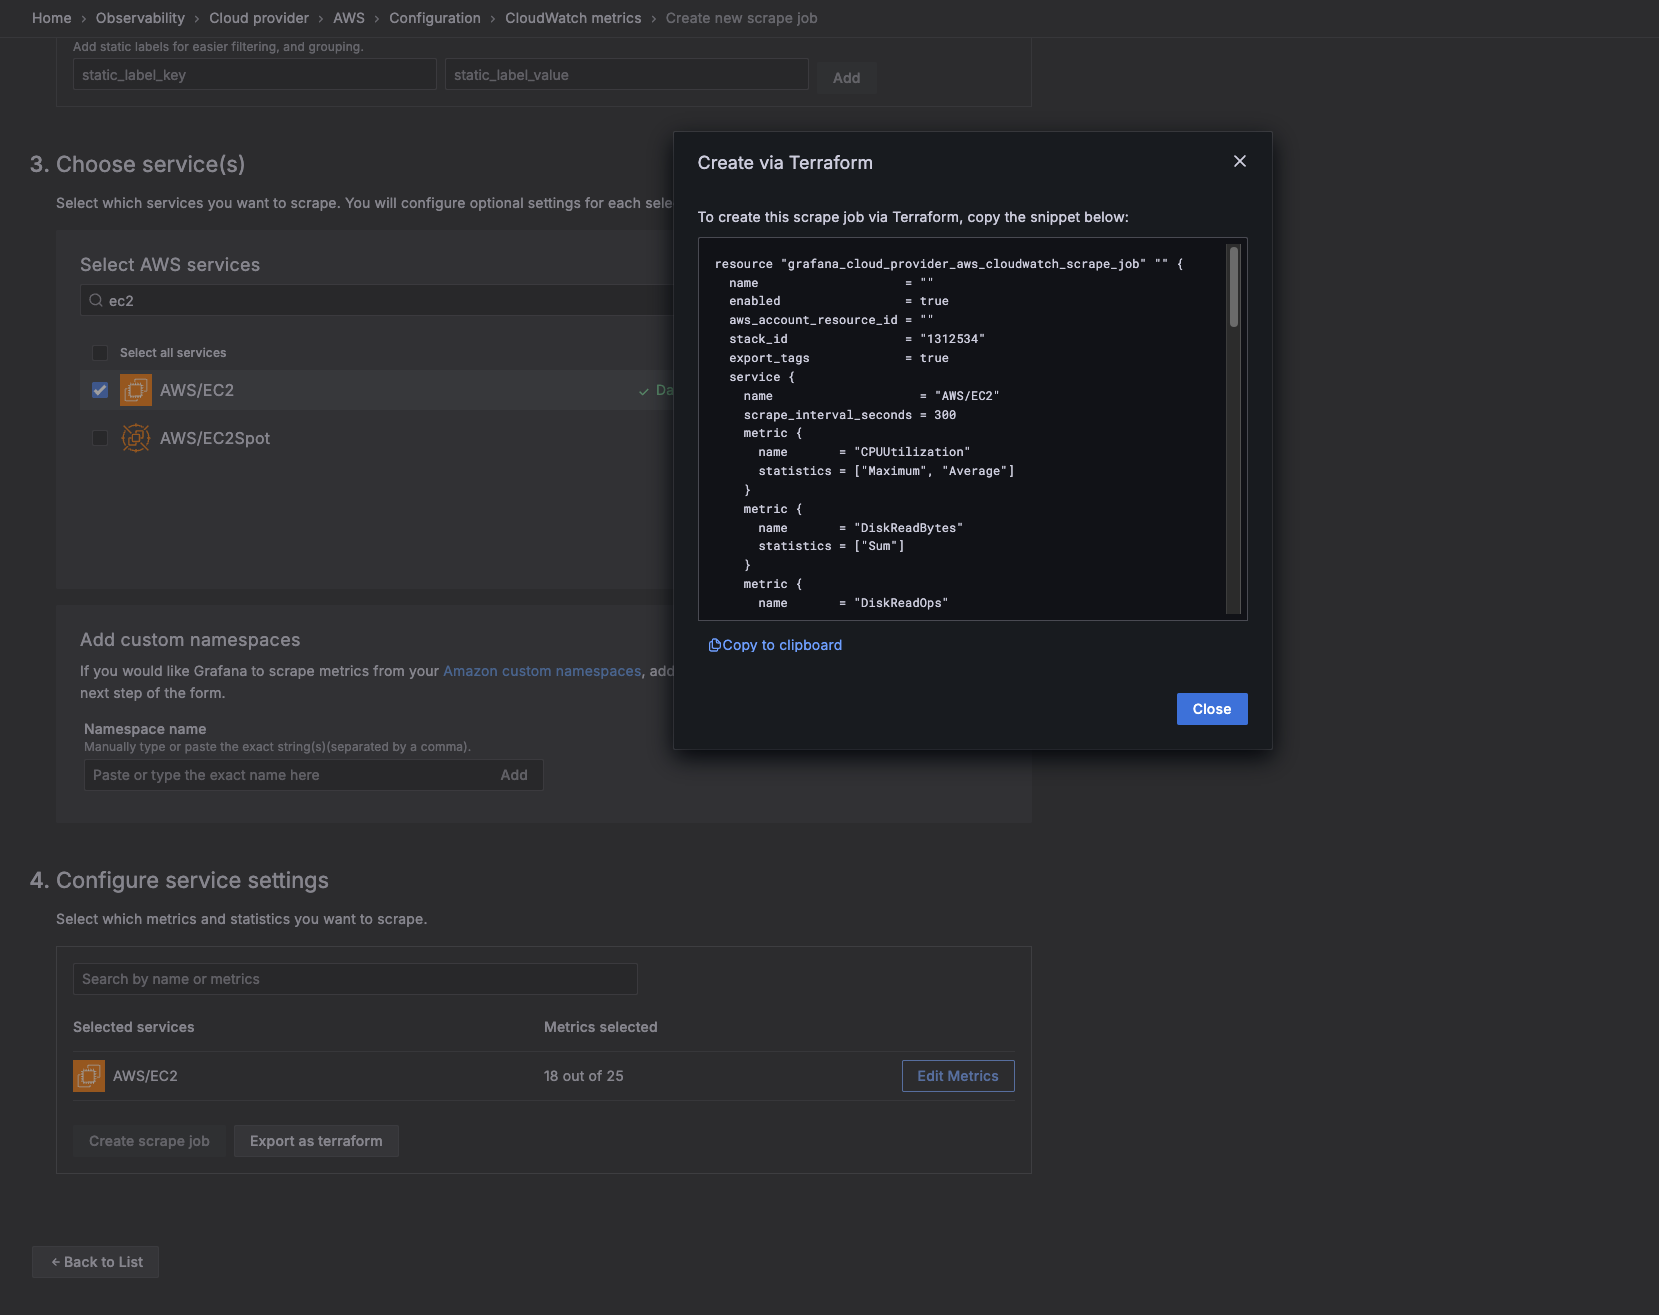 Home › Observability › Cloud provider › AWS › Configuration › CloudWatch metrics › Create new scrape job
Add static labels for easier filtering, and grouping.
static_label_key static_label_value Add
3. Choose service(s)
Select which services you want to scrape. You will configure optional settings for each sele
Select AWS services
ec2
Select all services
AWS/EC2 ✓ Da
AWS/EC2Spot
Add custom namespaces
If you would like Grafana to scrape metrics from your Amazon custom namespaces, add
next step of the form.
Namespace name
Manually type or paste the exact string(s)(separated by a comma).
Paste or type the exact name here Add
4. Configure service settings
Select which metrics and statistics you want to scrape.
Search by name or metrics
Selected services Metrics selected
AWS/EC2 18 out of 25 Edit Metrics
Create scrape job Export as terraform
← Back to List
Create via Terraform
To create this scrape job via Terraform, copy the snippet below:
resource "grafana_cloud_provider_aws_cloudwatch_scrape_job" "" {
  name                    = ""
  enabled                 = true
  aws_account_resource_id = ""
  stack_id                = "1312534"
  export_tags             = true
  service {
    name                    = "AWS/EC2"
    scrape_interval_seconds = 300
    metric {
      name       = "CPUUtilization"
      statistics = ["Maximum", "Average"]
    }
    metric {
      name       = "DiskReadBytes"
      statistics = ["Sum"]
    }
    metric {
      name       = "DiskReadOps"
Copy to clipboard
Close